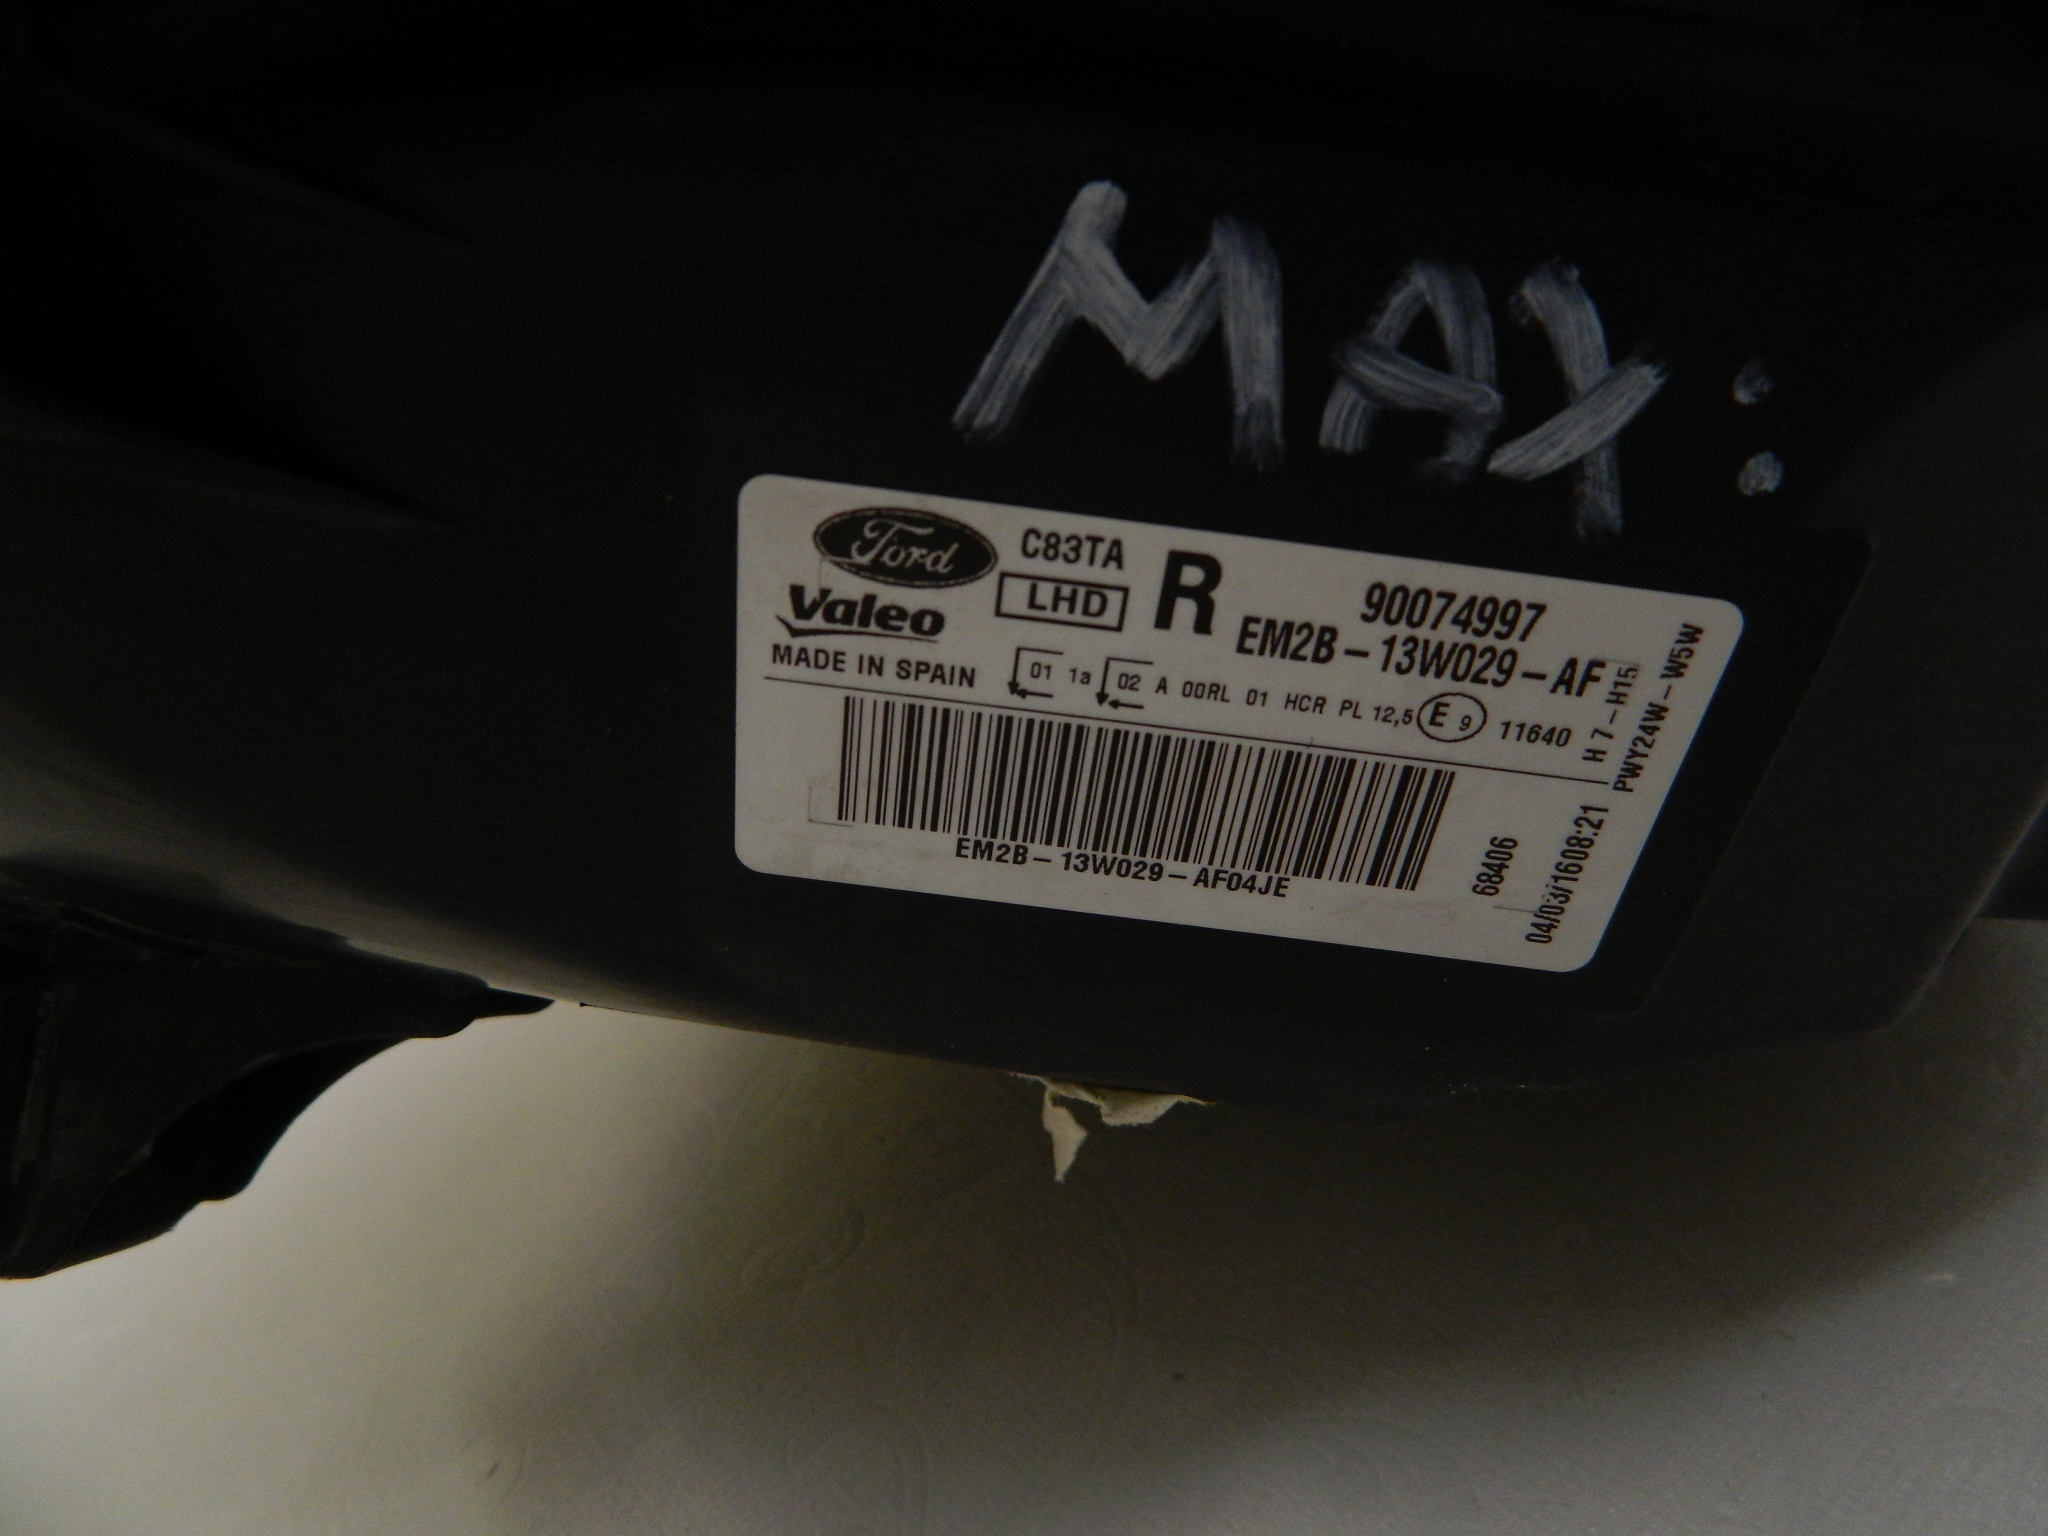 MAX:
Ford C83TA R 90074997
Valeo LHD EM2B-13W029-AF
MADE IN SPAIN 01 1a 02 A 00RL 01 HCR PL 12,5 E 9 11640
H7-H15
PWY24W-W5W
EM2B-13W029-AF04JE
68406
04/03/1608:21